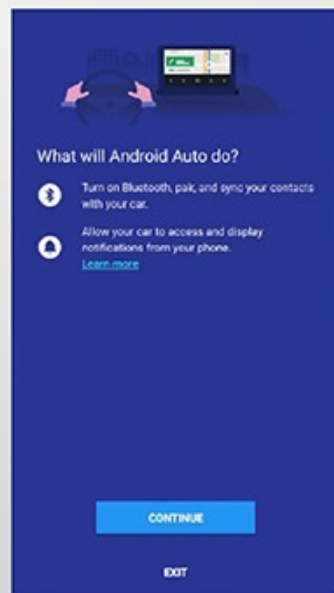 What will Android Auto do?
Turn on Bluetooth, pair, and sync your contacts
with your car.
Allow your car to access and display
notifications from your phone.
Learn more
CONTINUE
EXIT